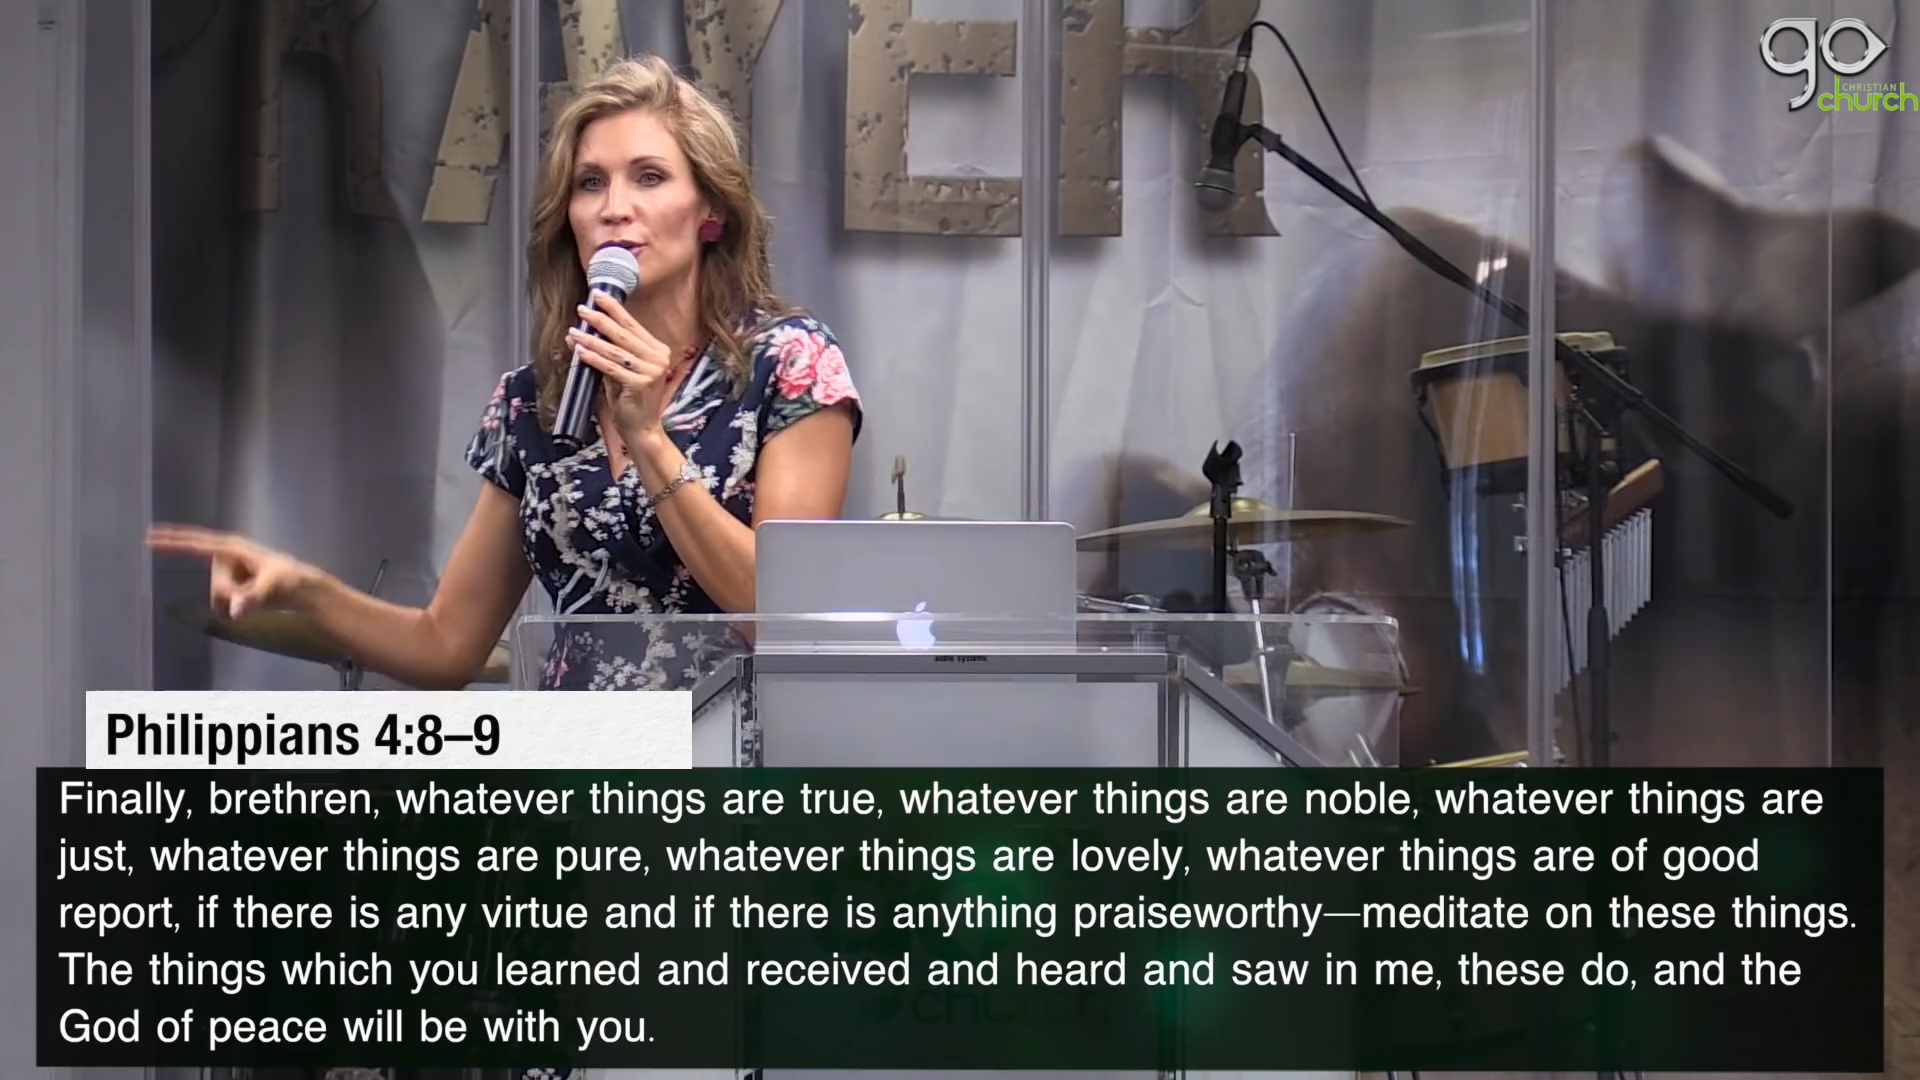 RAYER
go
CHRISTIAN
church
Philippians 4:8–9
Finally, brethren, whatever things are true, whatever things are noble, whatever things are
just, whatever things are pure, whatever things are lovely, whatever things are of good
report, if there is any virtue and if there is anything praiseworthy—meditate on these things.
The things which you learned and received and heard and saw in me, these do, and the
God of peace will be with you.
church